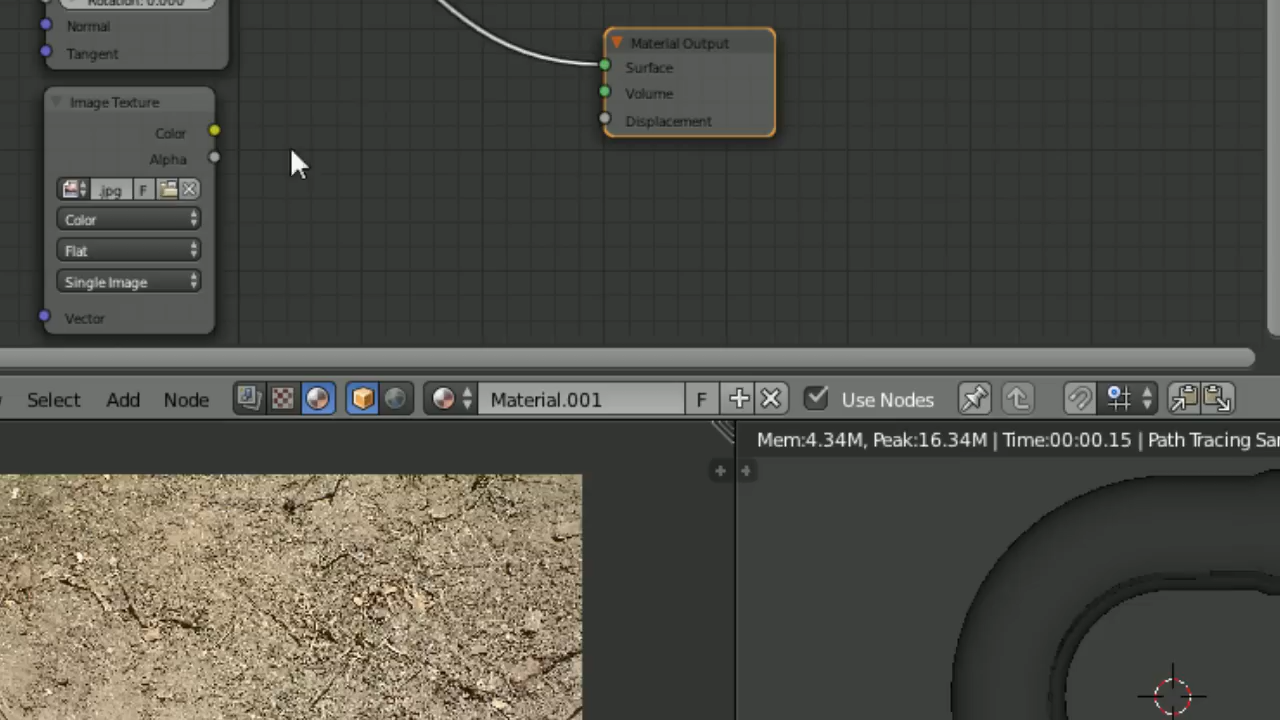 Rotation: 0.000
Normal
Tangent
Material Output
Surface
Volume
Displacement
Image Texture
Color
Alpha
.jpg F
Color
Flat
Single Image
Vector
Select Add Node Material.001 F Use Nodes
Mem:4.34M, Peak:16.34M | Time:00:00.15 | Path Tracing